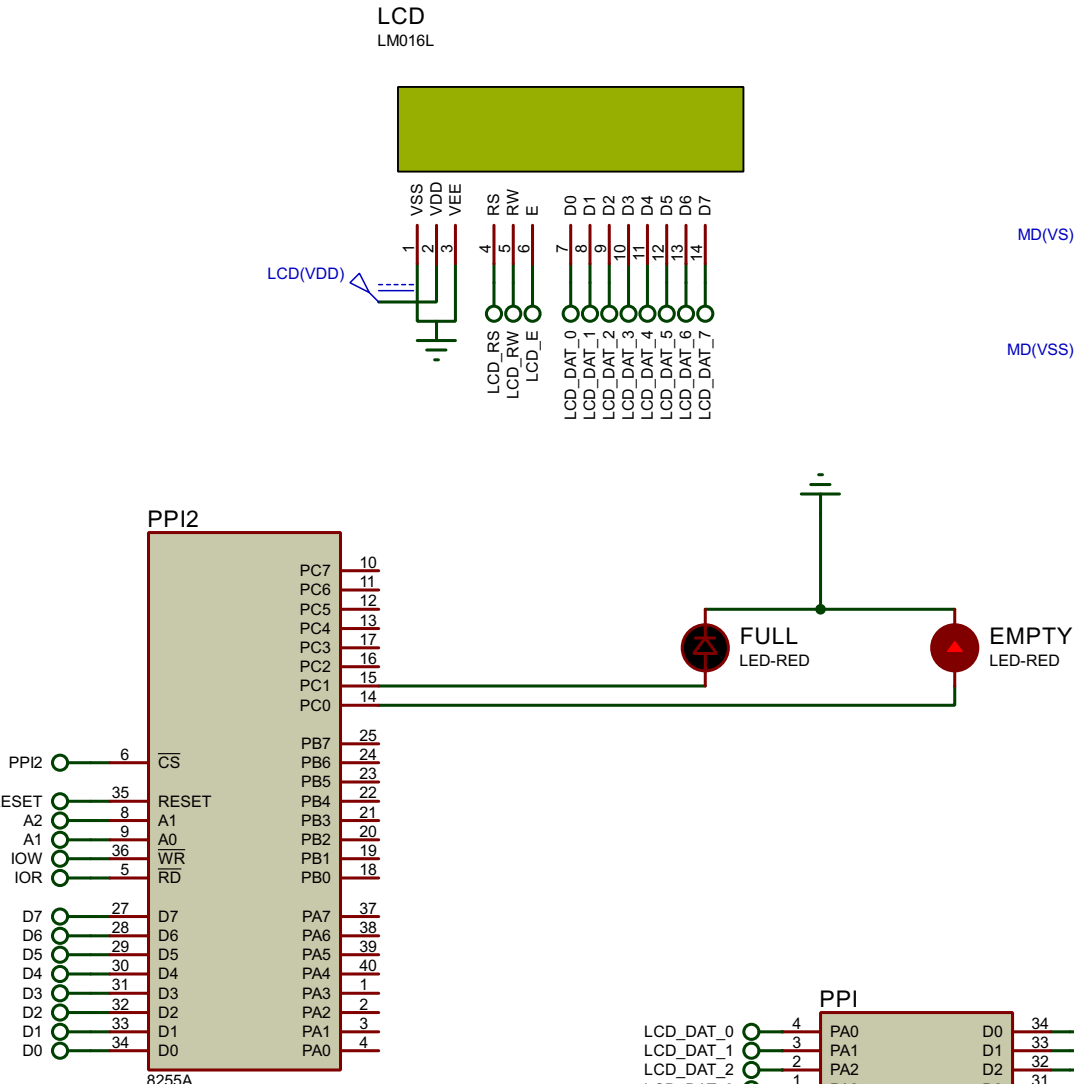 LCD
LM016L
VSS
VDD
VEE
RS
RW
E
D0
D1
D2
D3
D4
D5
D6
D7
1
2
3
4
5
6
7
8
9
10
11
12
13
14
LCD(VDD)
LCD_RS
LCD_RW
LCD_E
LCD_DAT_0
LCD_DAT_1
LCD_DAT_2
LCD_DAT_3
LCD_DAT_4
LCD_DAT_5
LCD_DAT_6
LCD_DAT_7
MD(VS)
MD(VSS)
PPI2
PC7 10
PC6 11
PC5 12
PC4 13
PC3 17
PC2 16
PC1 15
PC0 14
FULL
LED-RED
EMPTY
LED-RED
PB7 25
PPI2 6 CS PB6 24
PB5 23
ESET 35 RESET PB4 22
A2 8 A1 PB3 21
A1 9 A0 PB2 20
IOW 36 WR PB1 19
IOR 5 RD PB0 18
D7 27 D7 PA7 37
D6 28 D6 PA6 38
D5 29 D5 PA5 39
D4 30 D4 PA4 40
D3 31 D3 PA3 1
D2 32 D2 PA2 2
D1 33 D1 PA1 3
D0 34 D0 PA0 4
8255A
PPI
LCD_DAT_0 4 PA0 D0 34
LCD_DAT_1 3 PA1 D1 33
LCD_DAT_2 2 PA2 D2 32
1 31